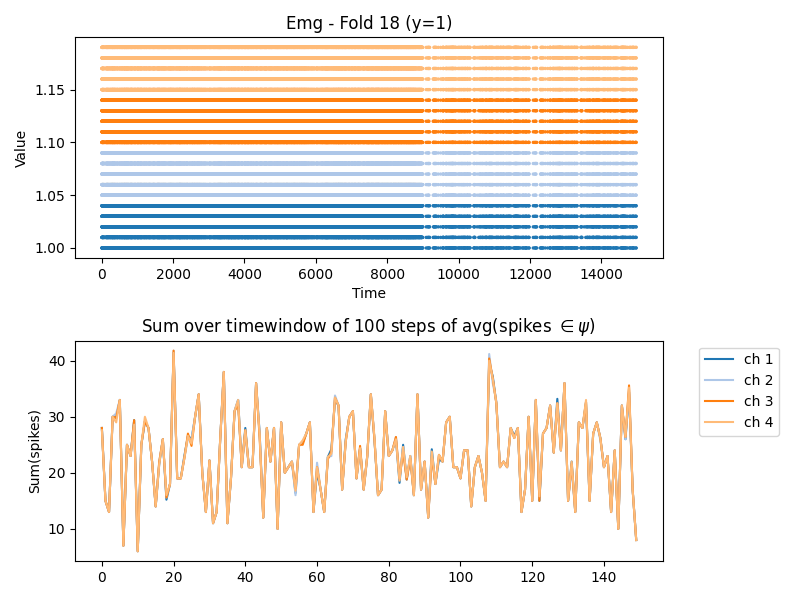 Emg - Fold 18 (y=1)
Value
1.15
1.10
1.05
1.00
0 2000 4000 6000 8000 10000 12000 14000
Time
Sum over timewindow of 100 steps of avg(spikes ∈ ψ)
Sum(spikes)
40
30
20
10
0 20 40 60 80 100 120 140
ch 1
ch 2
ch 3
ch 4